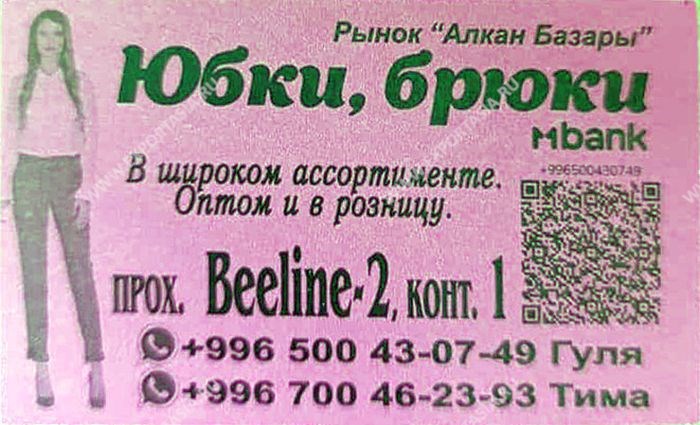 Рынок "Алкан Базары"
Юбки, брюки
mbank
+996500430749
В широком ассортименте.
Оптом и в розницу.
прох. Beeline-2, конт. 1
+996 500 43-07-49 Гуля
+996 700 46-23-93 Тима